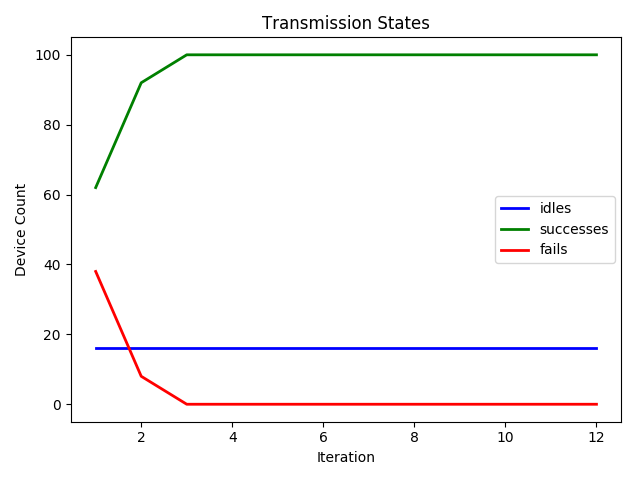 Transmission States
100
80
60
40
20
0
Device Count
idles
successes
fails
2
4
6
8
10
12
Iteration